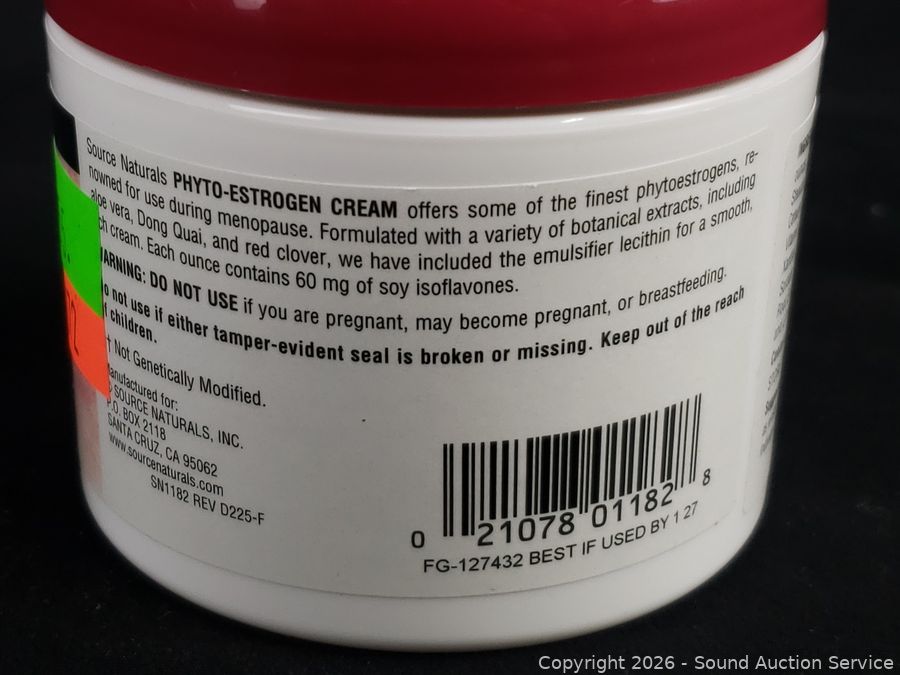 Source Naturals PHYTO-ESTROGEN CREAM offers some of the finest phytoestrogens, re-
nowned for use during menopause. Formulated with a variety of botanical extracts, including
aloe vera, Dong Quai, and red clover, we have included the emulsifier lecithin for a smooth,
cream. Each ounce contains 60 mg of soy isoflavones.
WARNING: DO NOT USE if you are pregnant, may become pregnant, or breastfeeding.
Do not use if either tamper-evident seal is broken or missing. Keep out of the reach
of children.
† Not Genetically Modified.
Manufactured for:
© SOURCE NATURALS, INC.
P.O. BOX 2118
SANTA CRUZ, CA 95062
www.sourcenaturals.com
SN1182 REV D225-F
0 21078 01182 8
FG-127432 BEST IF USED BY 1 27
Copyright 2026 - Sound Auction Service